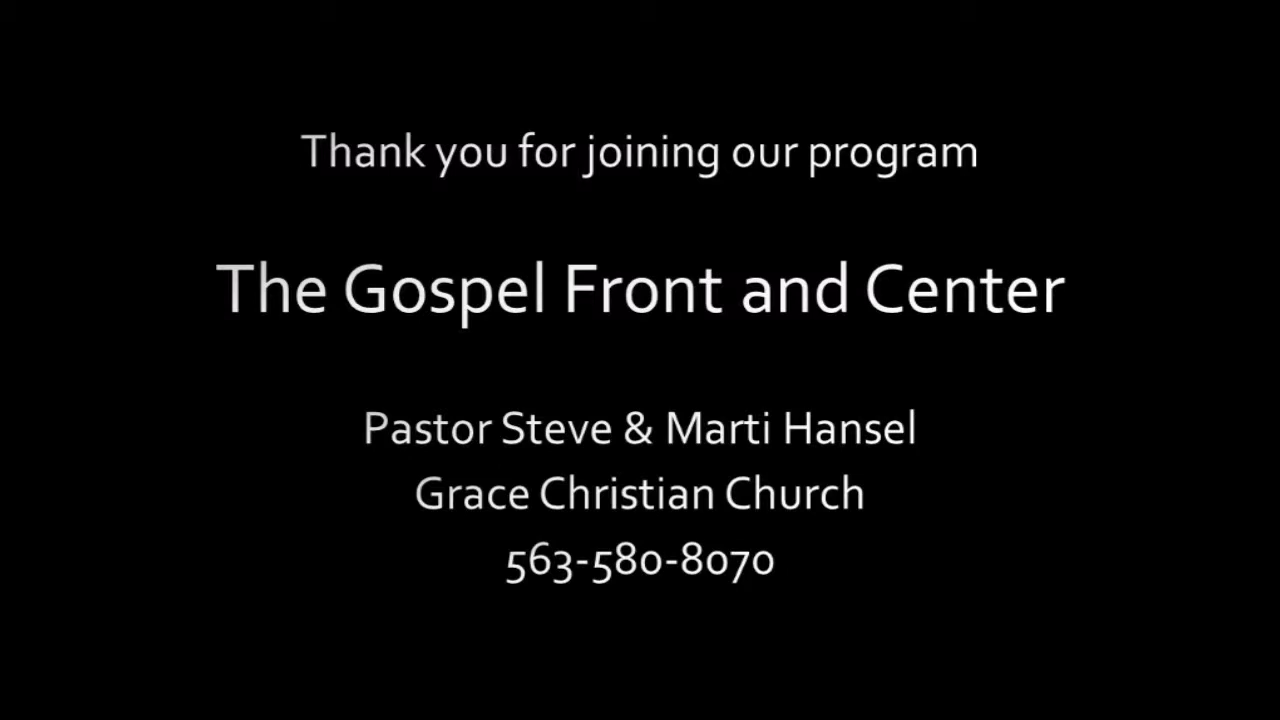 Thank you for joining our program
The Gospel Front and Center
Pastor Steve & Marti Hansel
Grace Christian Church
563-580-8070